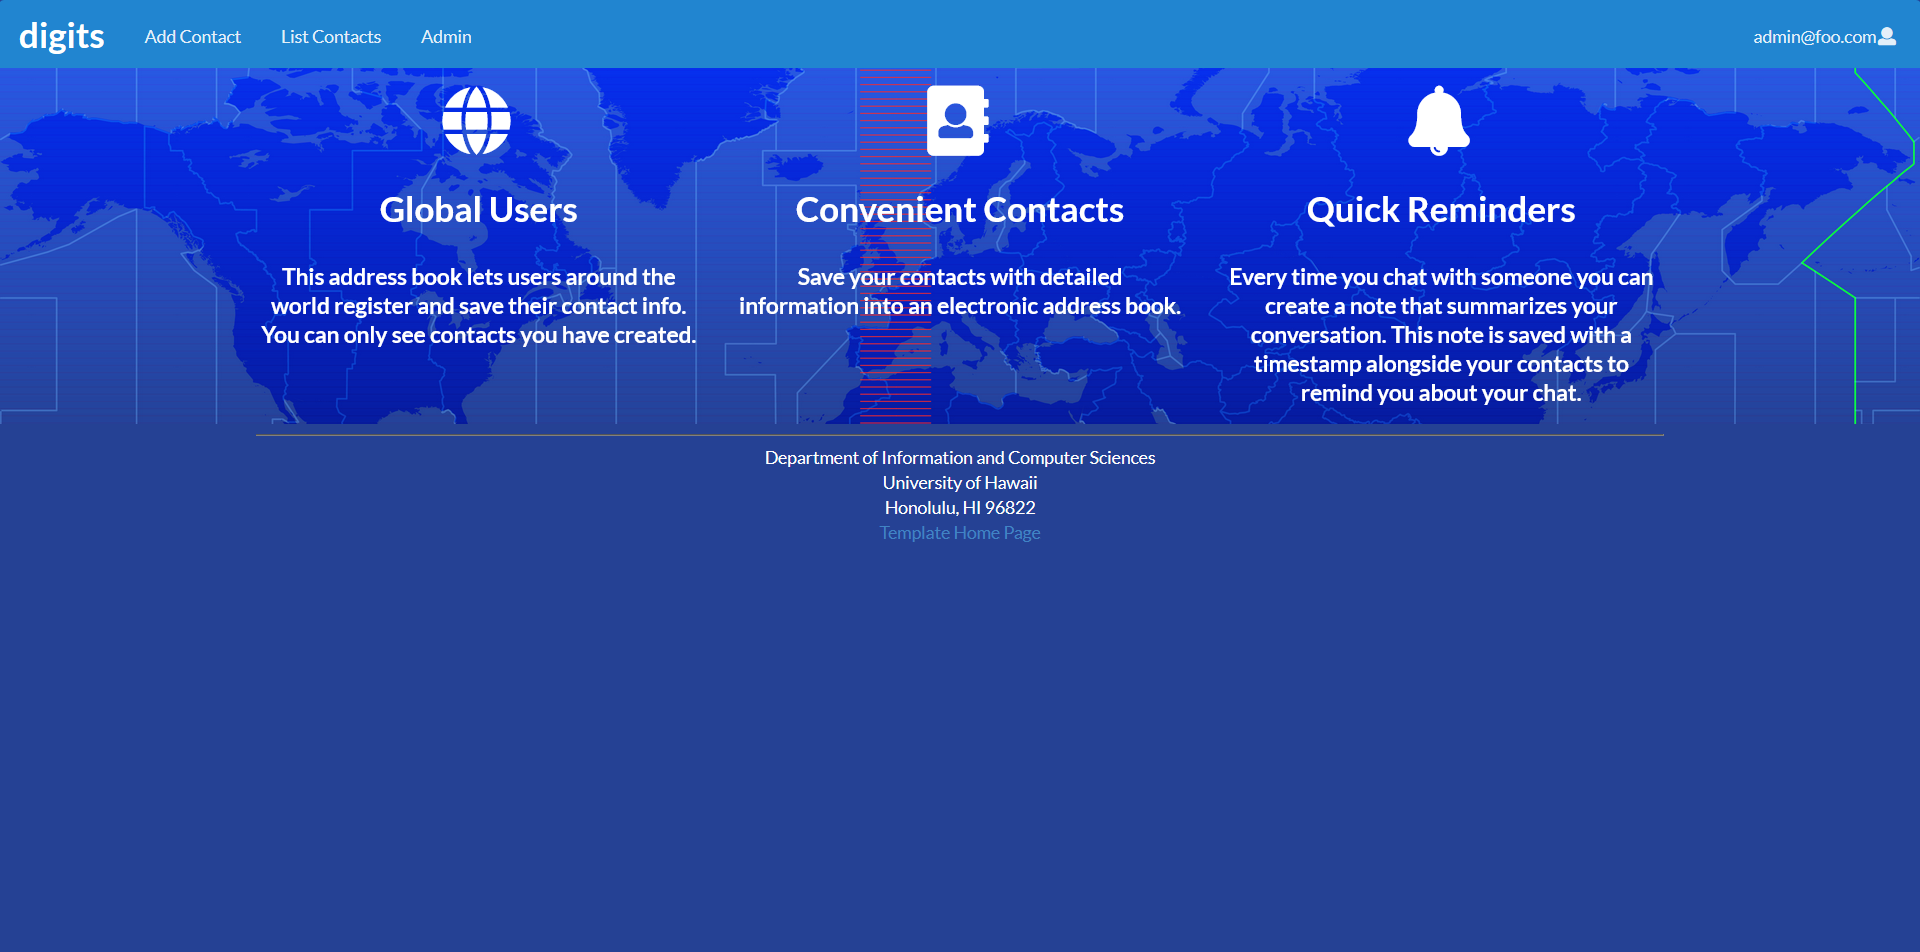 digits
Add Contact
List Contacts
Admin
admin@foo.com
Global Users
This address book lets users around the
world register and save their contact info.
You can only see contacts you have created.
Convenient Contacts
Save your contacts with detailed
information into an electronic address book.
Quick Reminders
Every time you chat with someone you can
create a note that summarizes your
conversation. This note is saved with a
timestamp alongside your contacts to
remind you about your chat.
Department of Information and Computer Sciences
University of Hawaii
Honolulu, HI 96822
Template Home Page